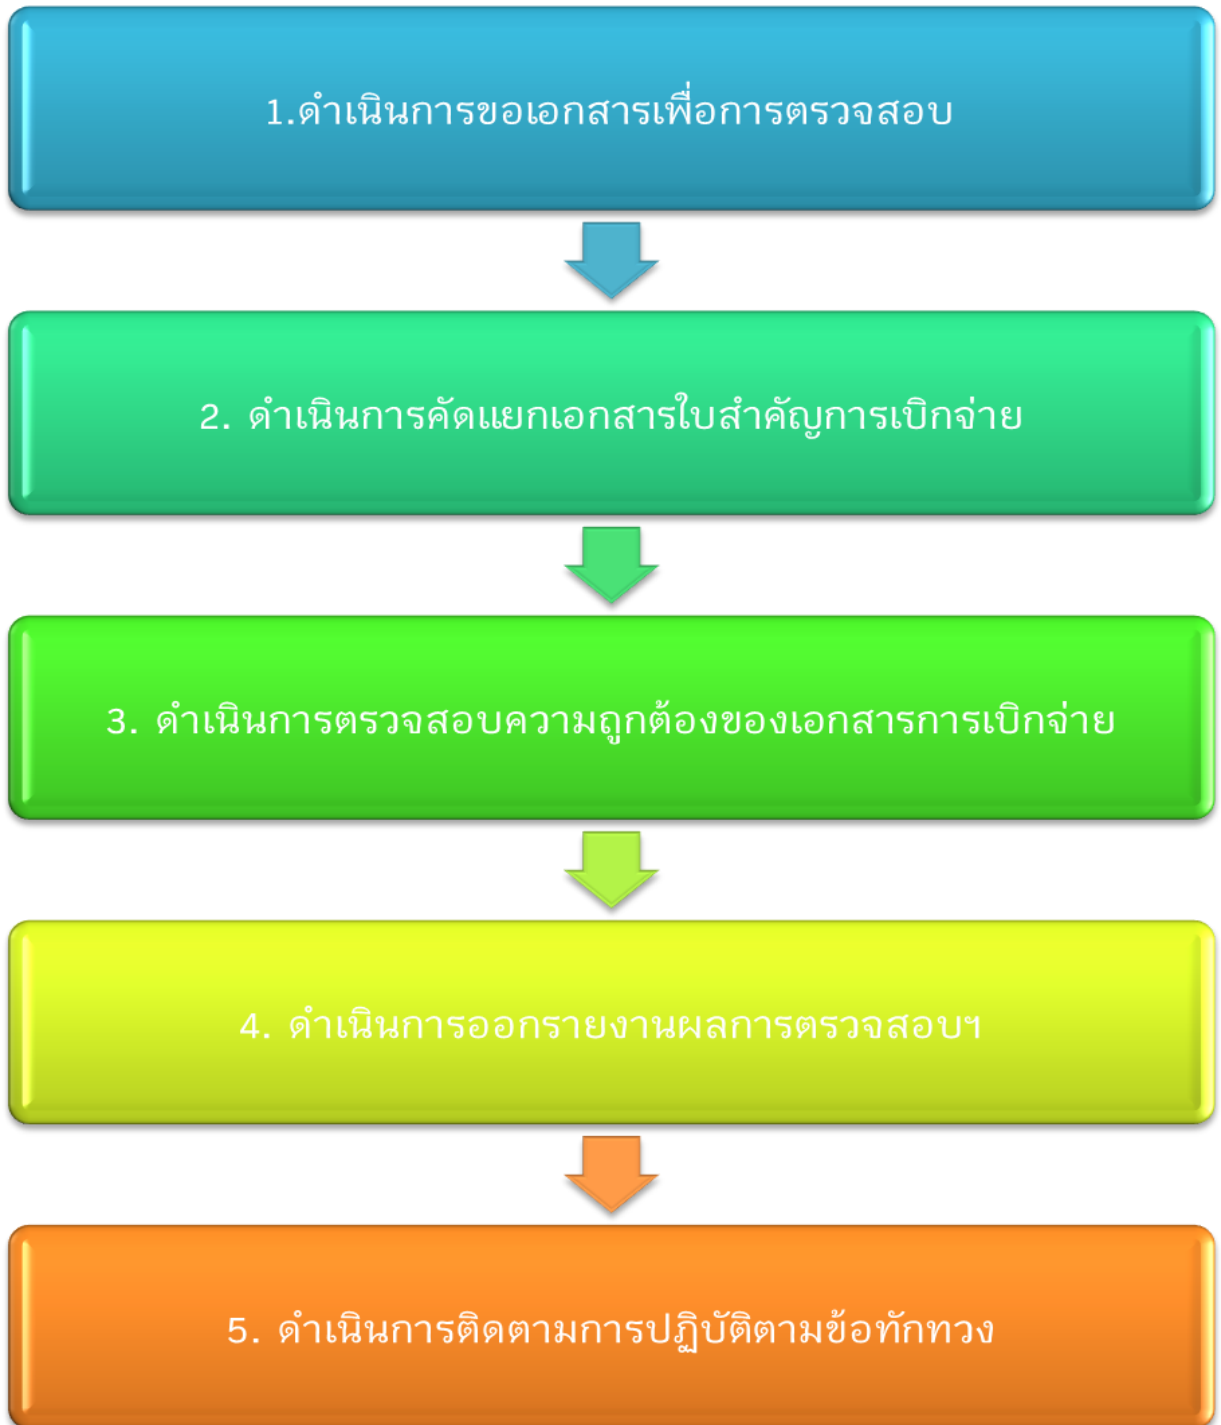 1.ดำเนินการขอเอกสารเพื่อการตรวจสอบ
2. ดำเนินการคัดแยกเอกสารใบสำคัญการเบิกจ่าย
3. ดำเนินการตรวจสอบความถูกต้องของเอกสารการเบิกจ่าย
4. ดำเนินการออกรายงานผลการตรวจสอบฯ
5. ดำเนินการติดตามการปฏิบัติตามข้อทักทวง